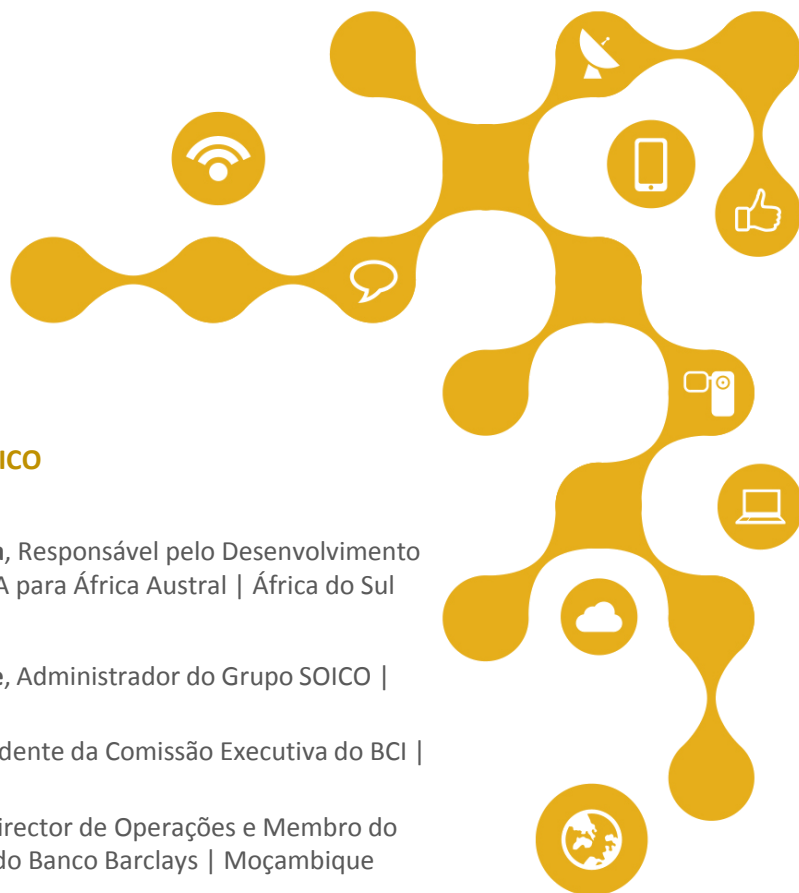 ICO
, Responsável pelo Desenvolvimento
A para África Austral | África do Sul
, Administrador do Grupo SOICO |
dente da Comissão Executiva do BCI |
irector de Operações e Membro do
do Banco Barclays | Moçambique